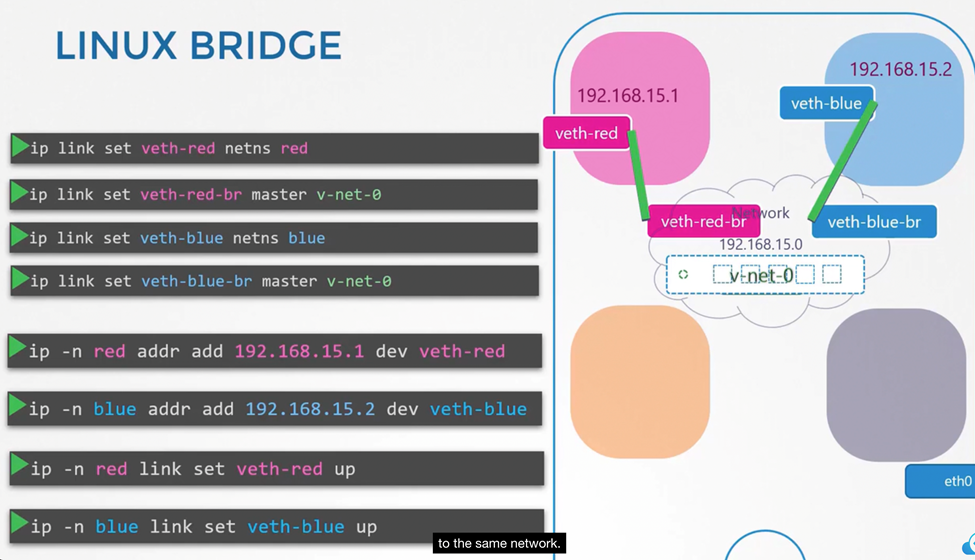 LINUX BRIDGE
ip link set veth-red netns red
ip link set veth-red-br master v-net-0
ip link set veth-blue netns blue
ip link set veth-blue-br master v-net-0
ip -n red addr add 192.168.15.1 dev veth-red
ip -n blue addr add 192.168.15.2 dev veth-blue
ip -n red link set veth-red up
ip -n blue link set veth-blue up
192.168.15.1
veth-red
192.168.15.2
veth-blue
Network
veth-red-br
veth-blue-br
192.168.15.0
v-net-0
eth0
to the same network.